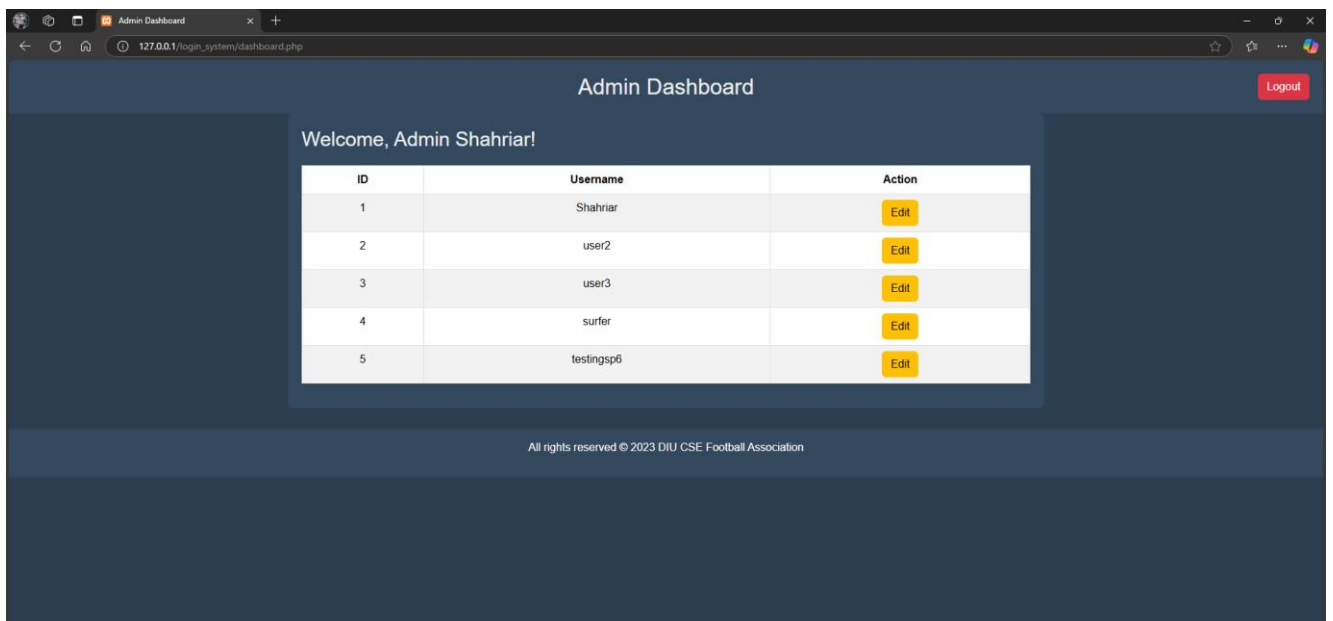 Admin Dashboard
127.0.0.1/login_system/dashboard.php
Admin Dashboard
Logout
Welcome, Admin Shahriar!
ID Username Action
1 Shahriar Edit
2 user2 Edit
3 user3 Edit
4 surfer Edit
5 testingsp6 Edit
All rights reserved © 2023 DIU CSE Football Association